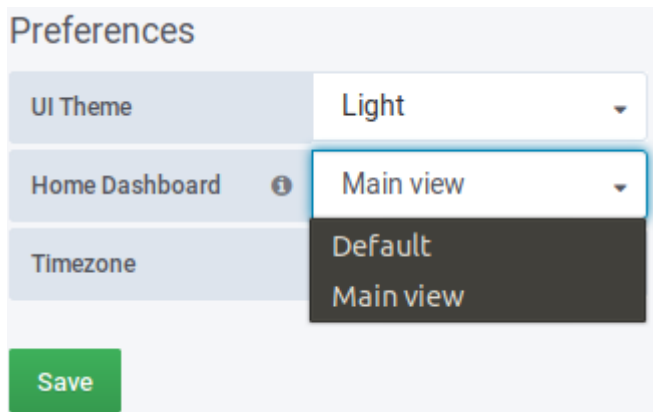 Preferences
UI Theme
Light
Home Dashboard
Main view
Timezone
Default
Main view
Save